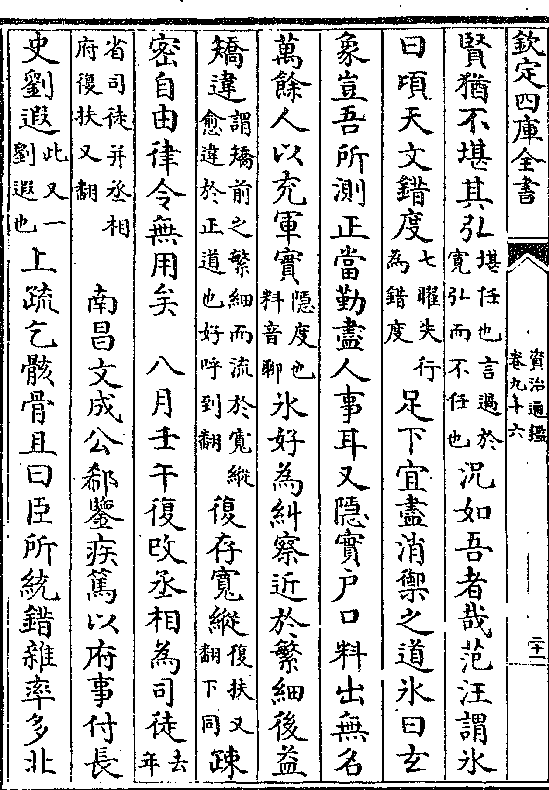 欽定四庫全書
資治通鑑
卷九十六
二十一
賢猶不堪其弘堪任也言過於寛弘而不任也況如吾者哉范汪謂氷
曰頃天文錯度七曜失行為錯度足下宜盡消禦之道氷曰玄
象豈吾所測正當勤盡人事耳又隠實戶口料出無名
萬餘人以充軍實隠度也料音聊氷好為糾察近於繁細後益
矯違謂矯前之繁細而流於寛縱愈違於正道也好呼到翻復存寛縱復扶又翻下同踈
密自由律令無用矣　八月壬午復改丞相為司徒去年
省司徒并丞相府復扶又翻　南昌文成公郗鑒疾篤以府事付長
史劉遐此又一劉遐也上疏乞骸骨且曰臣所統錯雜率多北